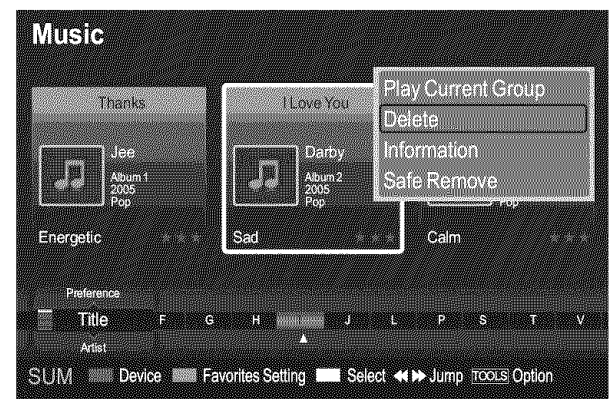 Music
Thanks
Jee
Album 1
2005
Pop
Energetic
I Love You
Darby
Album 2
2005
Pop
Sad
Play Current Group
Delete
Information
Safe Remove
Pop
Calm
Preference
Title F G H J L P S T V
Artist
SUM Device Favorites Setting Select Jump TOOLS Option